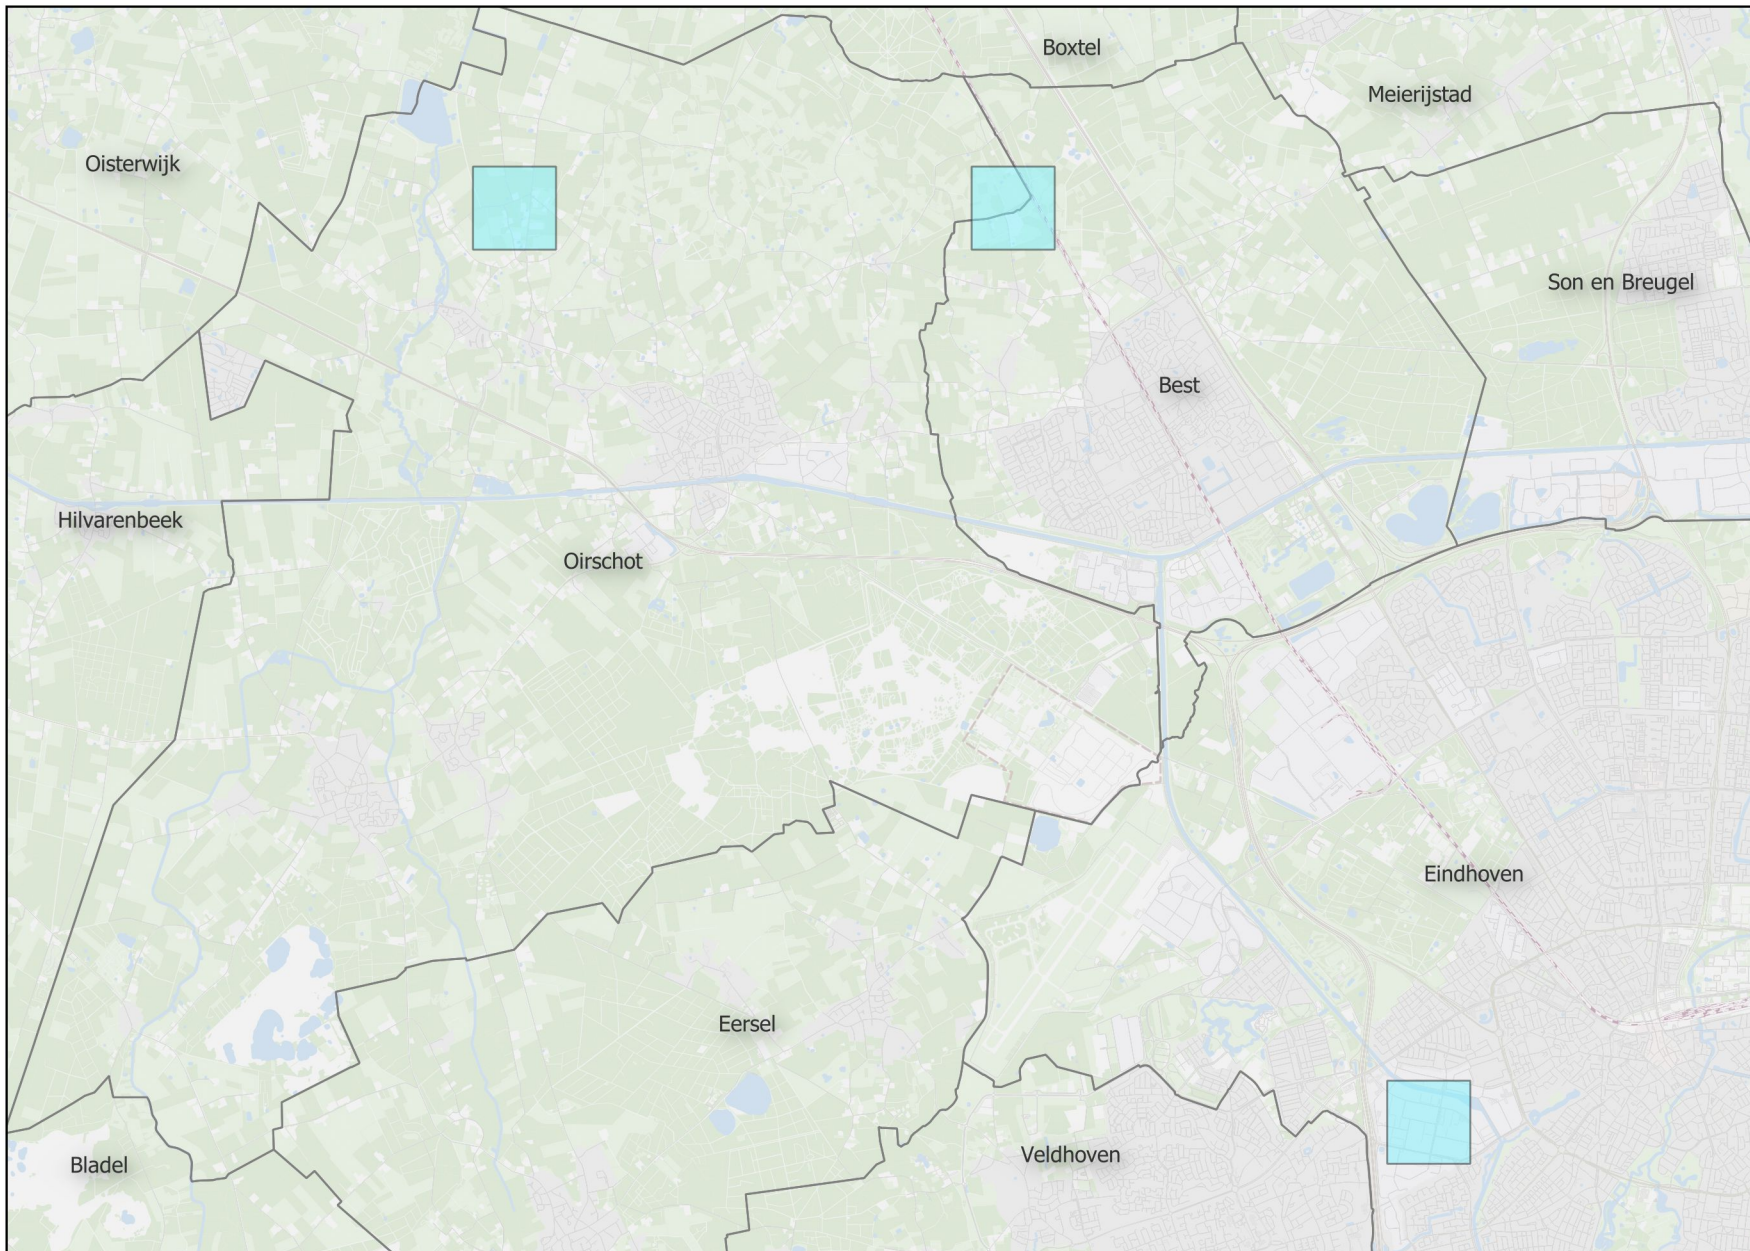 Boxtel
Meierijstad
Oisterwijk
Son en Breugel
Best
Hilvarenbeek
Oirschot
Eindhoven
Eersel
Veldhoven
Bladel